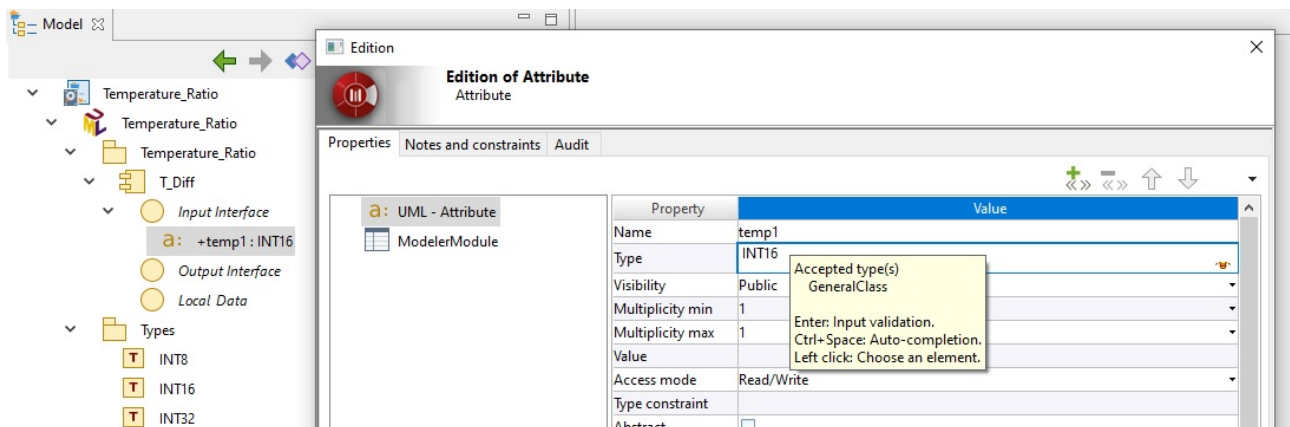 Model
Edition
Edition of Attribute
Attribute
Temperature_Ratio
Temperature_Ratio
Temperature_Ratio
T_Diff
Input Interface
+temp1 : INT16
Output Interface
Local Data
Types
INT8
INT16
INT32
Properties Notes and constraints Audit
a: UML - Attribute
ModelerModule
Property Value
Name temp1
Type INT16
Visibility Public
Multiplicity min 1
Multiplicity max 1
Value
Access mode Read/Write
Type constraint
Abstract
Accepted type(s)
GeneralClass
Enter: Input validation.
Ctrl+Space: Auto-completion.
Left click: Choose an element.